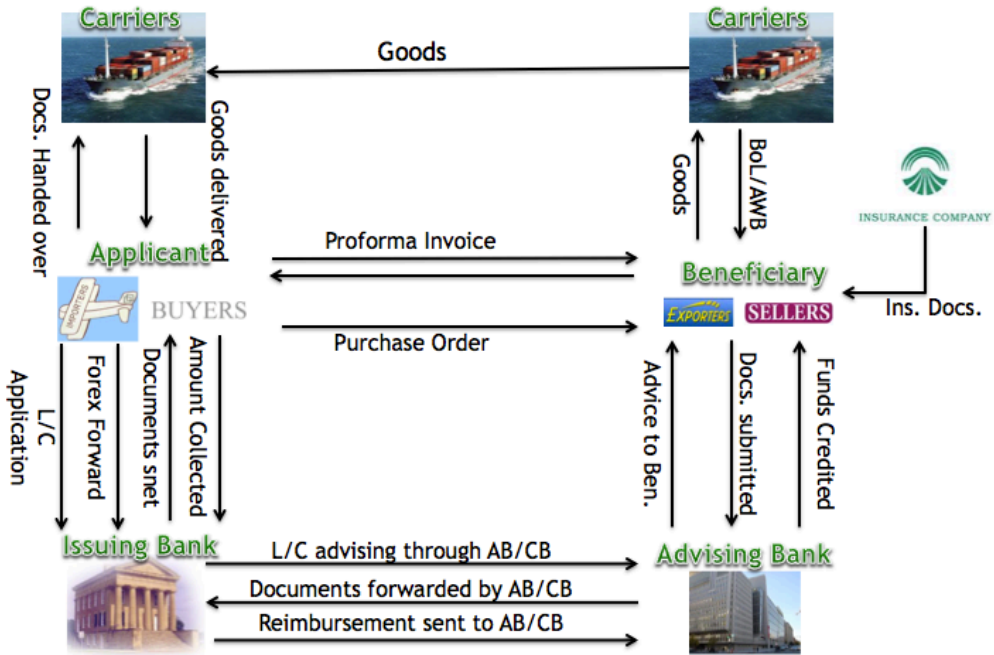 Carriers
Carriers
Goods
Docs. Handed over
Goods delivered
Goods
BoL/AWB
INSURANCE COMPANY
Applicant
Proforma Invoice
Beneficiary
IMPORTERS
BUYERS
EXPORTERS
SELLERS
Ins. Docs.
Purchase Order
L/C
Application
Forex Forward
Documents snet
Amount Collected
Advice to Ben.
Docs. submitted
Funds Credited
Issuing Bank
L/C advising through AB/CB
Advising Bank
Documents forwarded by AB/CB
Reimbursement sent to AB/CB